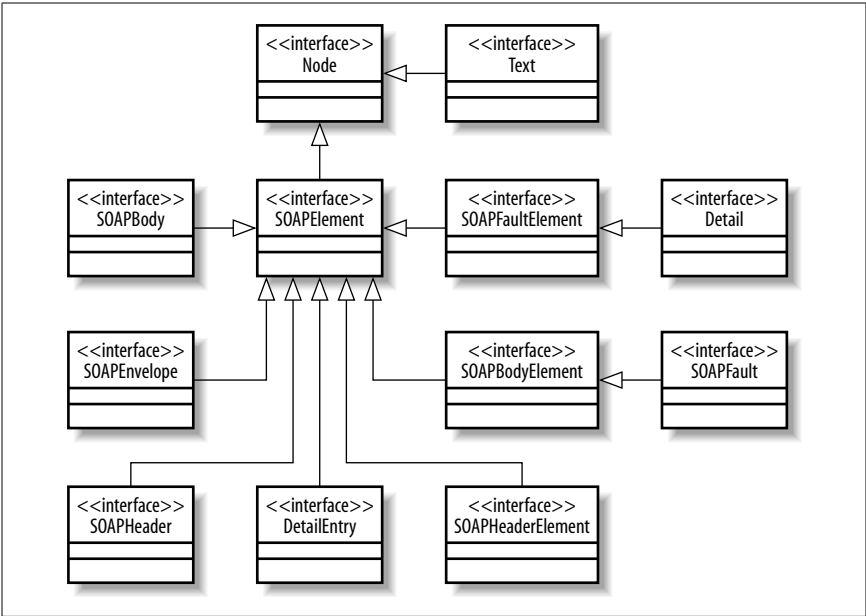 <<interface>>
Node
<<interface>>
Text
<<interface>>
SOAPBody
<<interface>>
SOAPElement
<<interface>>
SOAPFaultElement
<<interface>>
Detail
<<interface>>
SOAPEnvelope
<<interface>>
SOAPBodyElement
<<interface>>
SOAPFault
<<interface>>
SOAPHeader
<<interface>>
DetailEntry
<<interface>>
SOAPHeaderElement